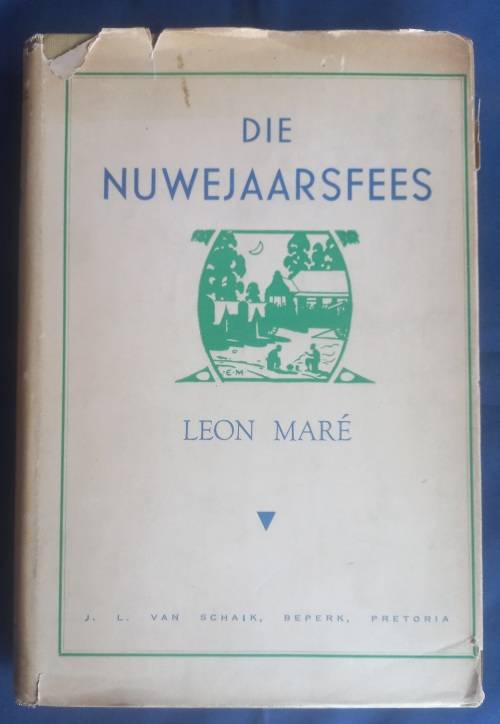 DIE
NUWEJAARSFEES
E·M
LEON MARÉ
J. L. VAN SCHAIK, BEPERK, PRETORIA